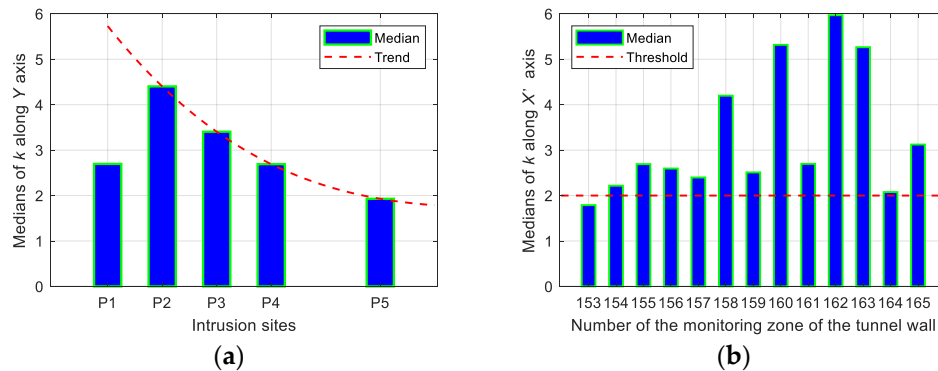 6
5
4
3
2
1
0
Medians of k along Y axis
Median
Trend
P1 P2 P3 P4 P5
Intrusion sites
(a)
6
5
4
3
2
1
0
Medians of k along X' axis
Median
Threshold
153 154 155 156 157 158 159 160 161 162 163 164 165
Number of the monitoring zone of the tunnel wall
(b)